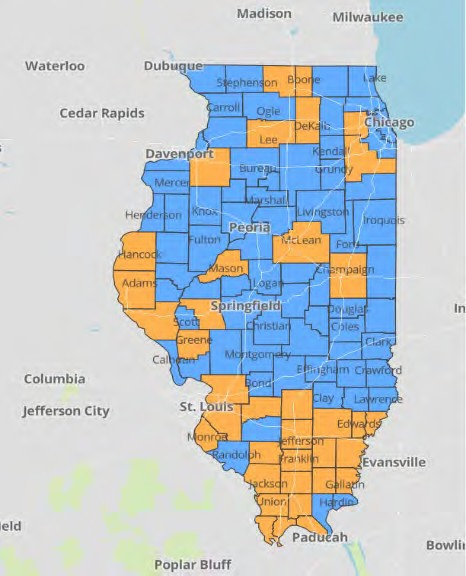 Madison
Milwaukee
Waterloo
Dubuque
Stephenson
Boone
Lake
Carroll
Ogle
Cedar Rapids
DeKalb
Chicago
Lee
Kendall
Davenport
Bureau
Grundy
Mercer
Marshall
Henderson
Knox
Livingston
Iroquois
Peoria
Fulton
McLean
Ford
Hancock
Mason
Champaign
Adams
Logan
Springfield
Douglas
In
Scott
Christian
Coles
Greene
Clark
Calhoun
Montgomery
Effingham
Crawford
Columbia
Bond
Clay
Lawrence
Jefferson City
St. Louis
Edwards
Monroe
Jefferson
Randolph
Franklin
Evansville
Jackson
Gallatin
Union
Hardin
ield
Paducah
Bowlin
Poplar Bluff